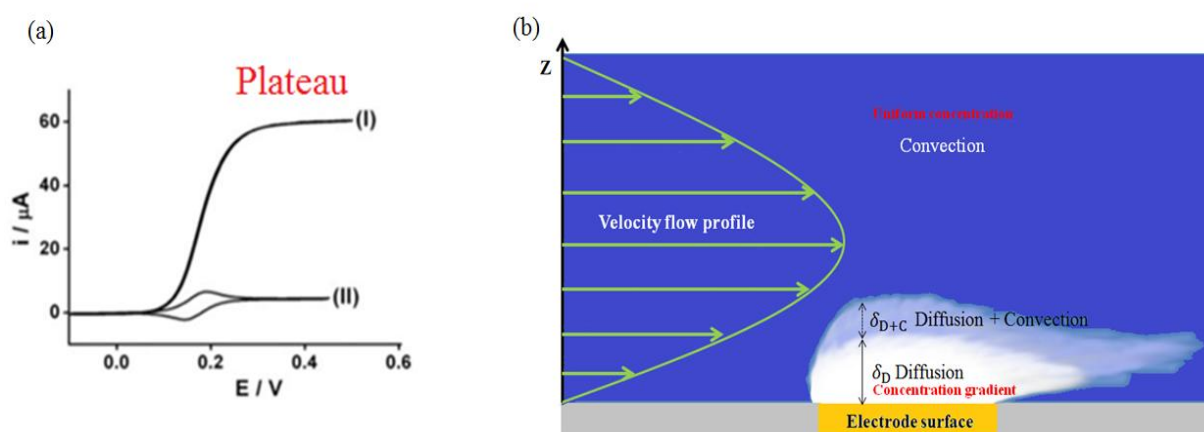 (a)
Plateau
(I)
(II)
60
40
20
0
i / μA
0.0
0.2
0.4
0.6
E / V
(b)
Z
Uniform concentration
Convection
Velocity flow profile
δD+C Diffusion + Convection
δD Diffusion
Concentration gradient
Electrode surface